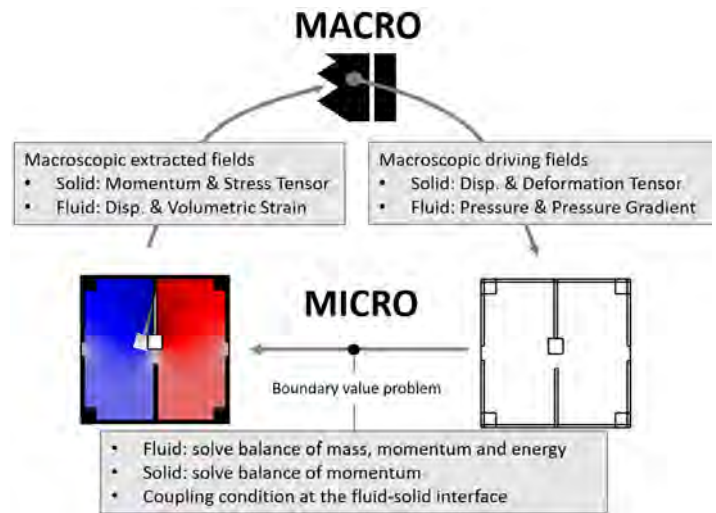 MACRO
Macroscopic extracted fields
• Solid: Momentum & Stress Tensor
• Fluid: Disp. & Volumetric Strain
Macroscopic driving fields
• Solid: Disp. & Deformation Tensor
• Fluid: Pressure & Pressure Gradient
MICRO
Boundary value problem
• Fluid: solve balance of mass, momentum and energy
• Solid: solve balance of momentum
• Coupling condition at the fluid-solid interface